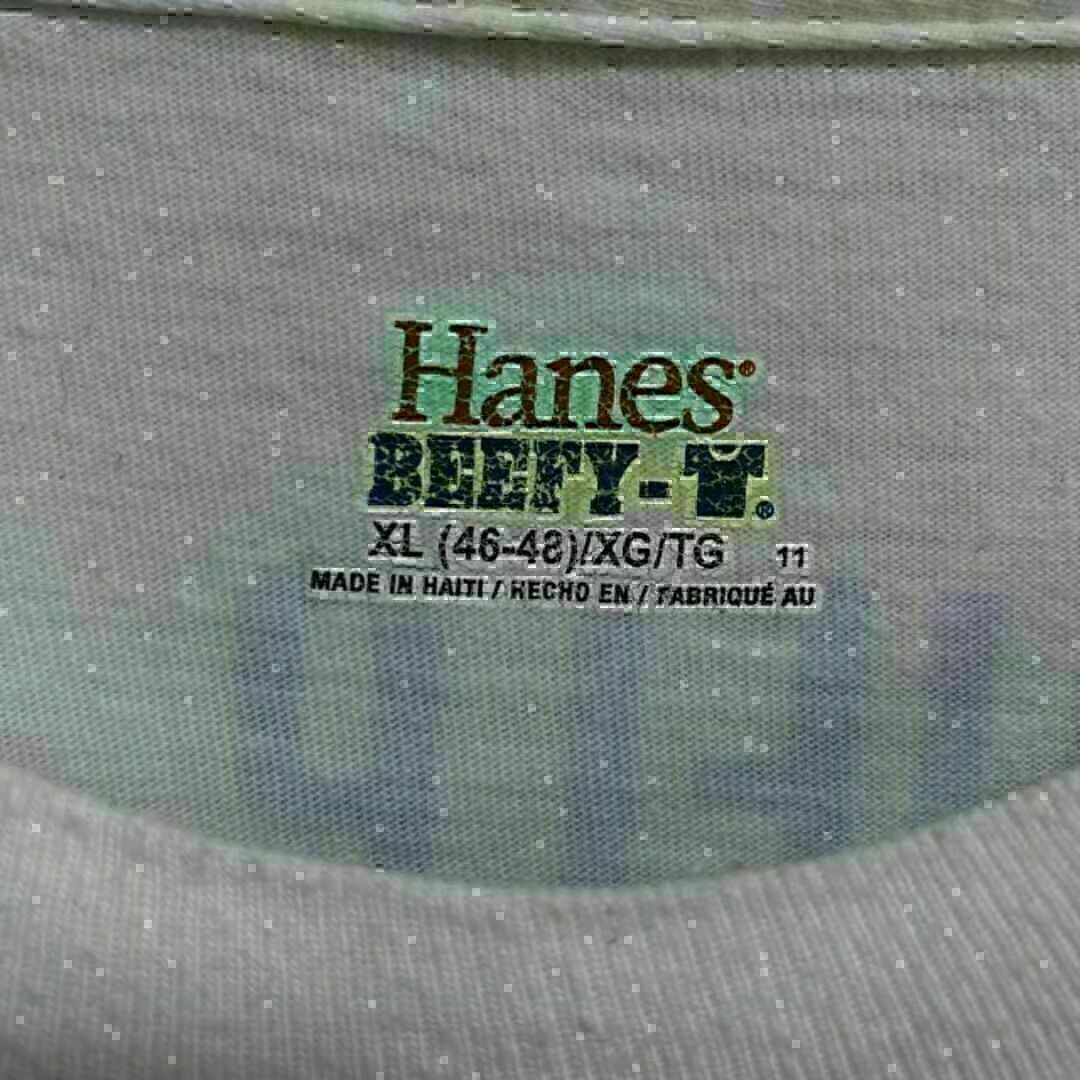 Hanes®
BEEFY-T®
XL (46-48)/XG/TG 11
MADE IN HAITI / HECHO EN / FABRIQUÉ AU